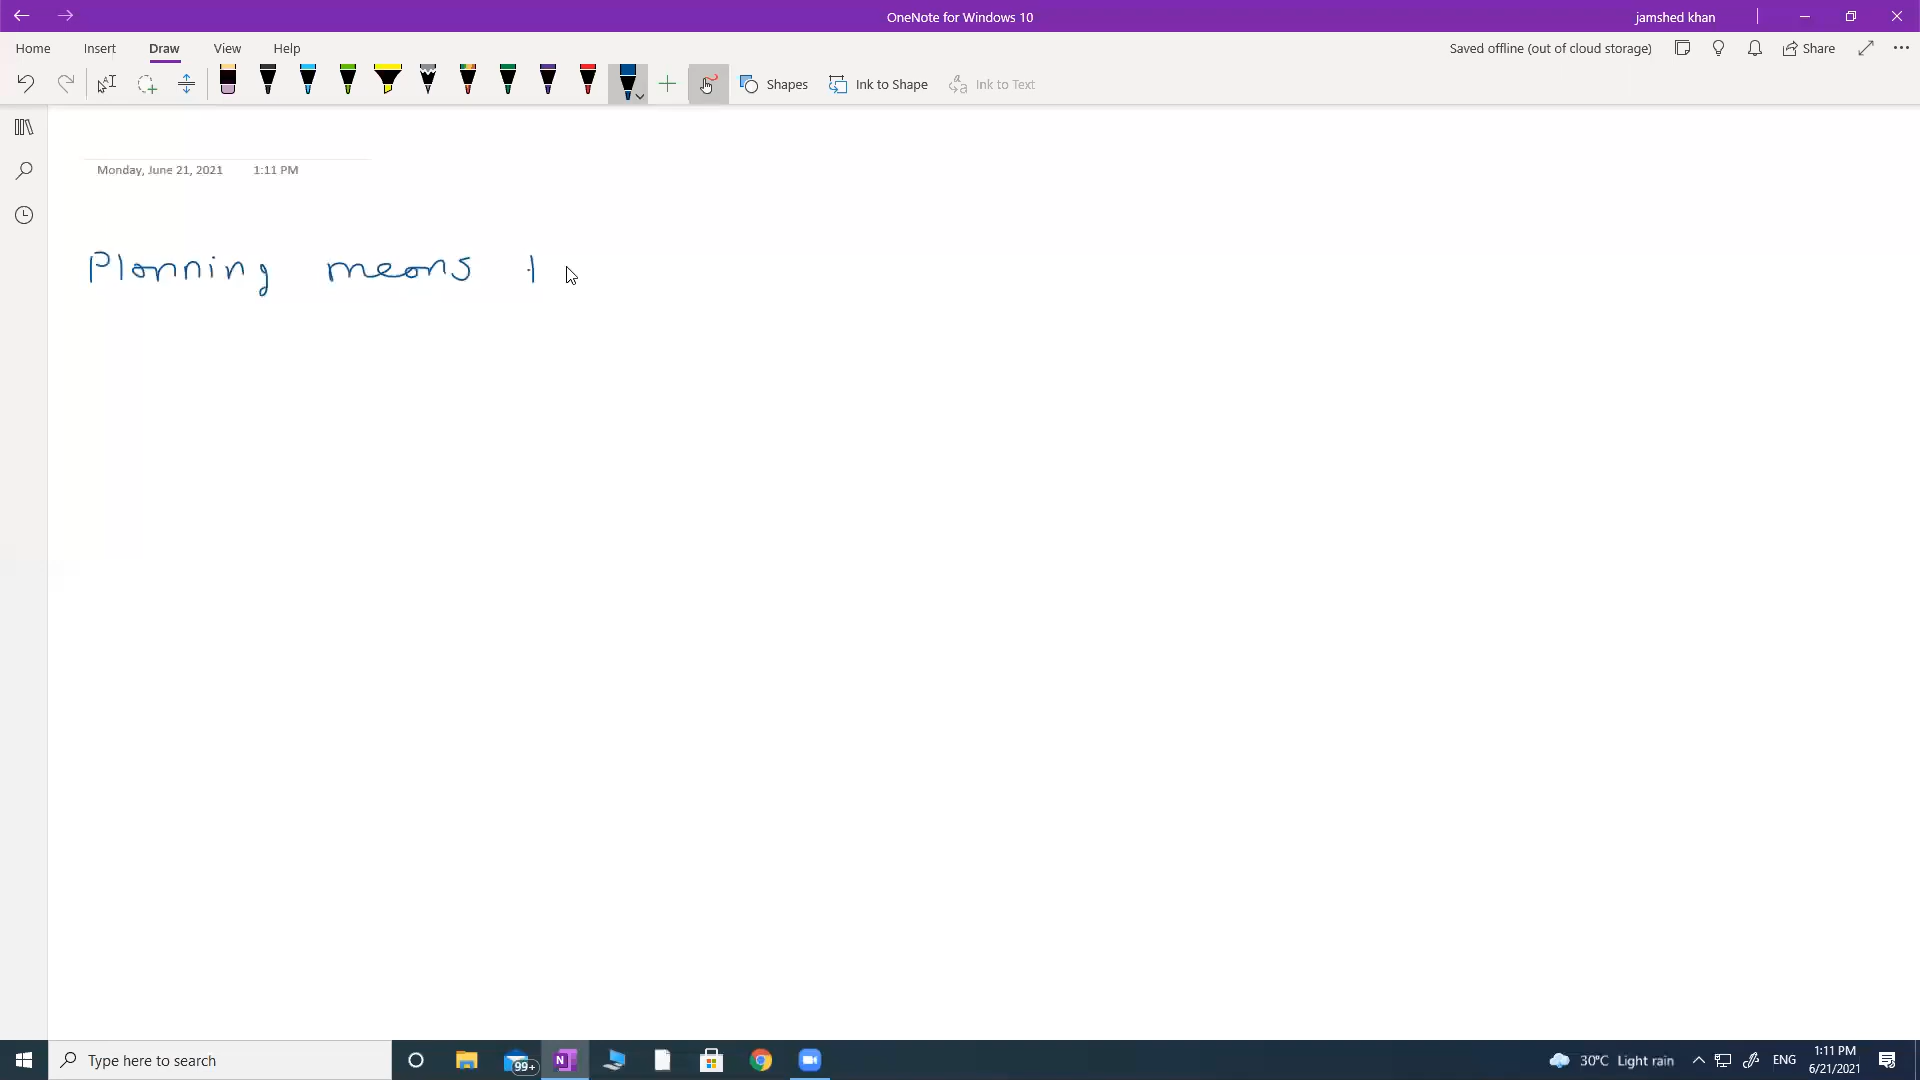 OneNote for Windows 10
jamshed khan
Home Insert Draw View Help
Saved offline (out of cloud storage)
Share
Shapes
Ink to Shape
Ink to Text
Monday, June 21, 2021 1:11 PM
Planning means t
Type here to search
99+
30°C Light rain
ENG
1:11 PM
6/21/2021